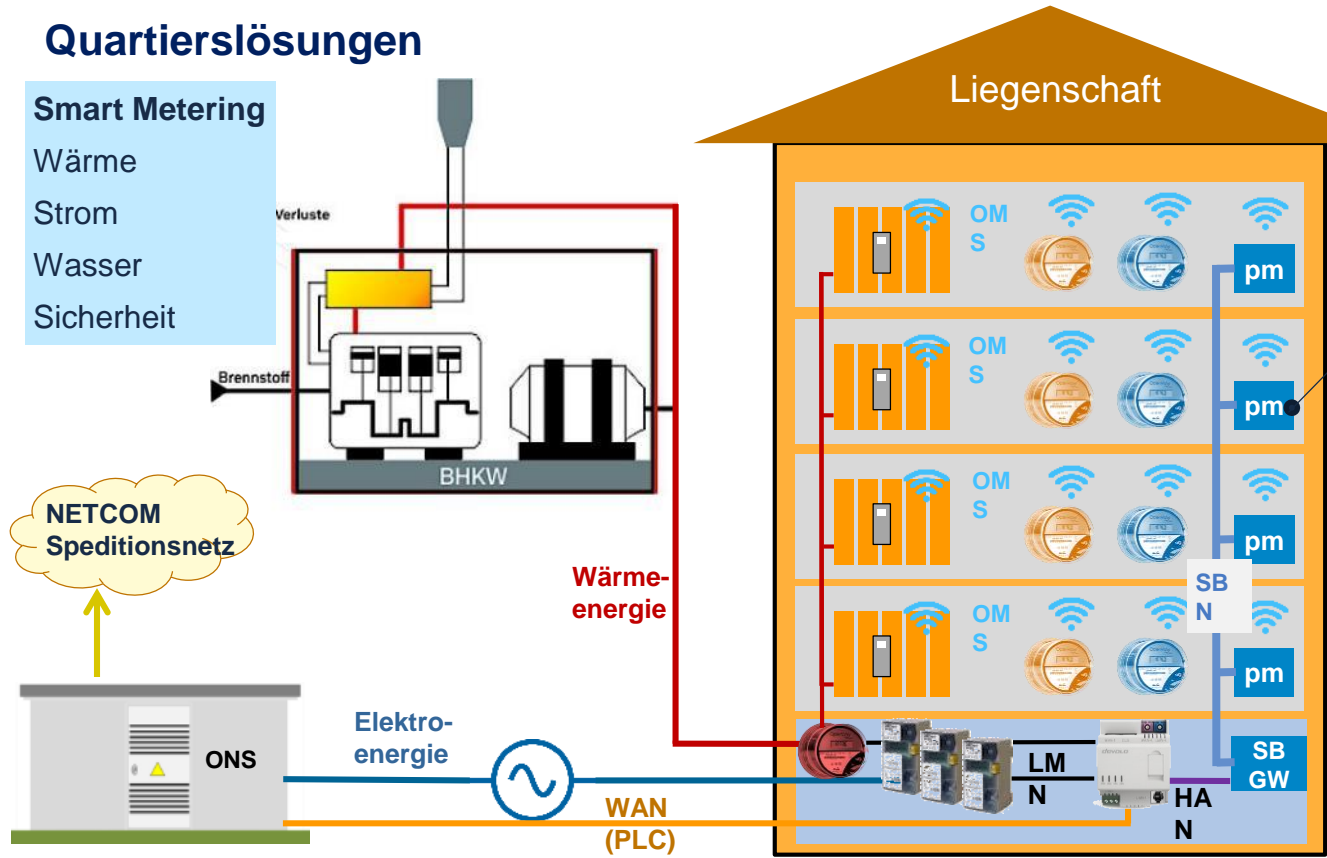 Quartierslösungen
Smart Metering
Wärme
Strom
Wasser
Sicherheit
Verluste
Brennstoff
BHKW
NETCOM
Speditionsnetz
ONS
Wärme-
energie
Elektro-
energie
WAN
(PLC)
Liegenschaft
OM
S
pm
OM
S
pm
OM
S
pm
SB
N
OM
S
pm
LM
N
devolo
HA
N
SB
GW